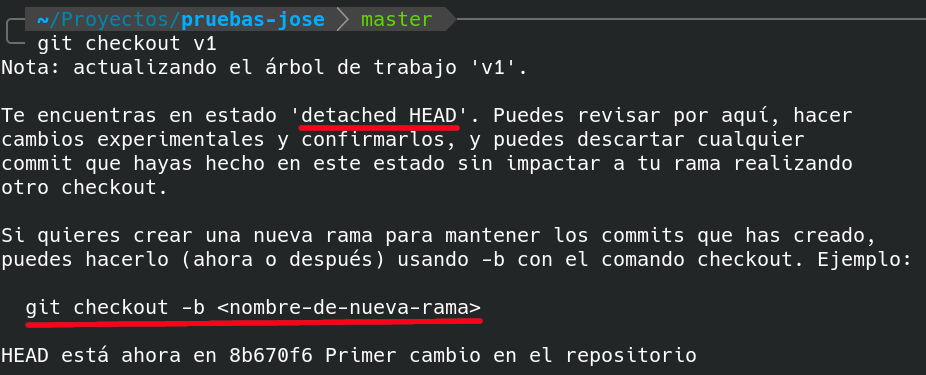 ~/Proyectos/pruebas-jose master
git checkout v1
Nota: actualizando el árbol de trabajo 'v1'.
Te encuentras en estado 'detached HEAD'. Puedes revisar por aquí, hacer
cambios experimentales y confirmarlos, y puedes descartar cualquier
commit que hayas hecho en este estado sin impactar a tu rama realizando
otro checkout.
Si quieres crear una nueva rama para mantener los commits que has creado,
puedes hacerlo (ahora o después) usando -b con el comando checkout. Ejemplo:
git checkout -b <nombre-de-nueva-rama>
HEAD está ahora en 8b670f6 Primer cambio en el repositorio